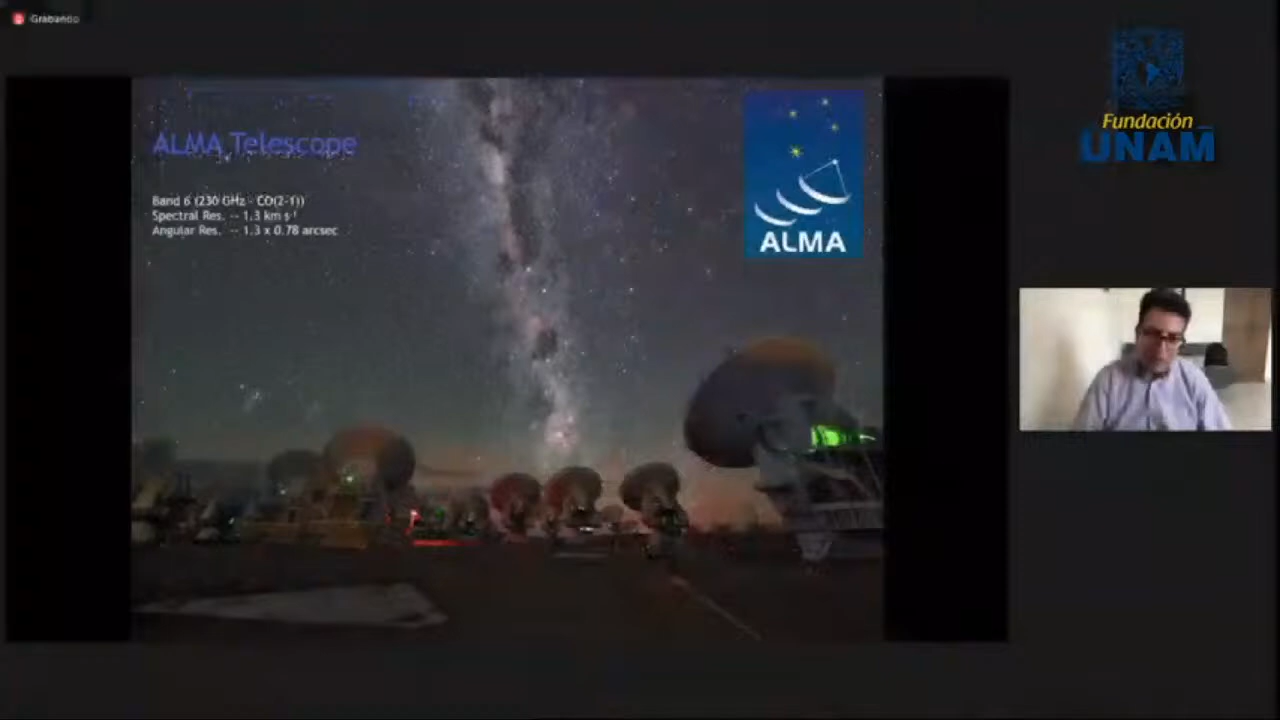 Grabando
Fundación
UNAM
ALMA Telescope
Band 6 (230 GHz - CO(2-1))
Spectral Res. -- 1.3 km s⁻¹
Angular Res. -- 1.3 x 0.78 arcsec
ALMA